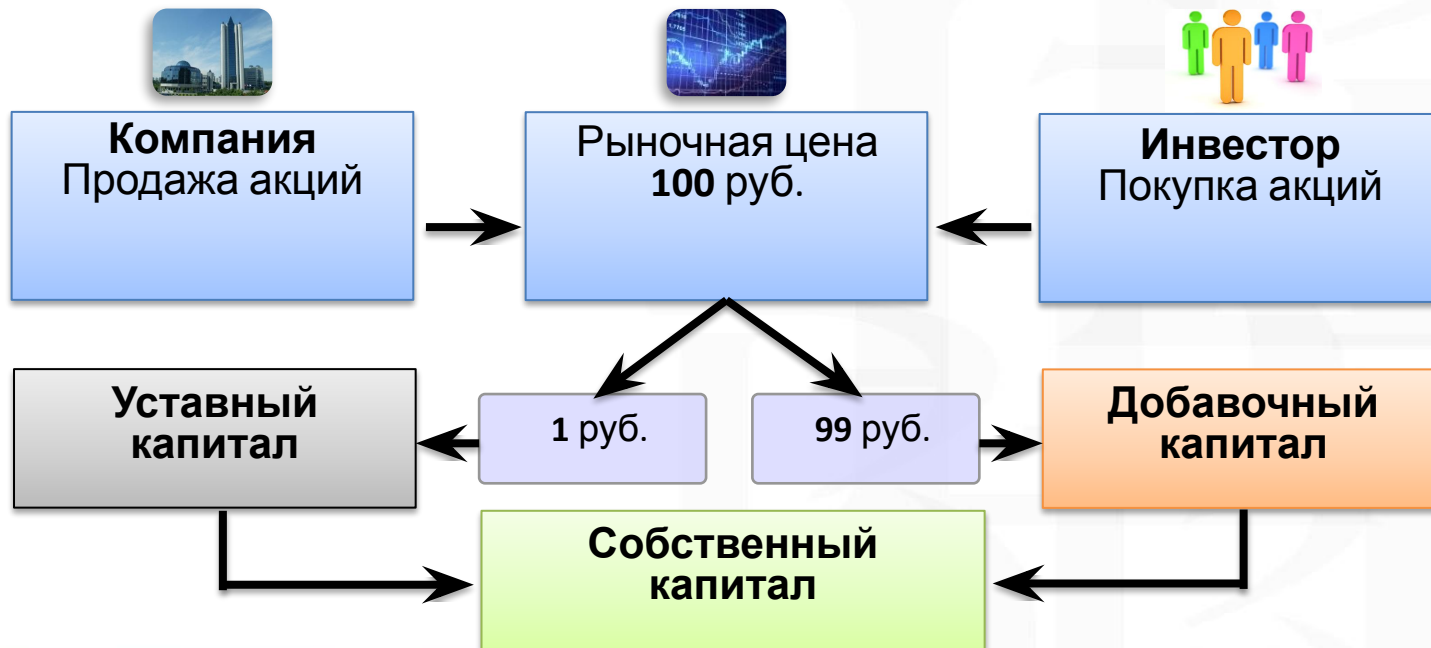 Компания
Продажа акций
Рыночная цена
100 руб.
Инвестор
Покупка акций
Уставный
капитал
1 руб.
99 руб.
Добавочный
капитал
Собственный
капитал